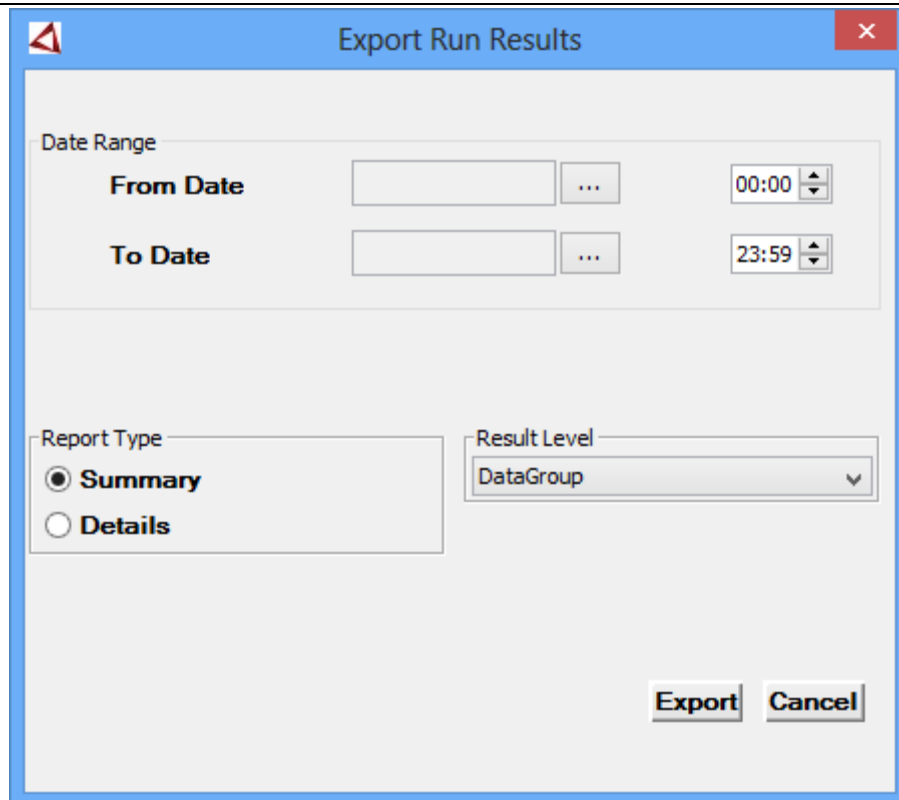 Export Run Results
Date Range
From Date ... 00:00
To Date ... 23:59
Report Type
Result Level
Summary
DataGroup
Details
Export Cancel